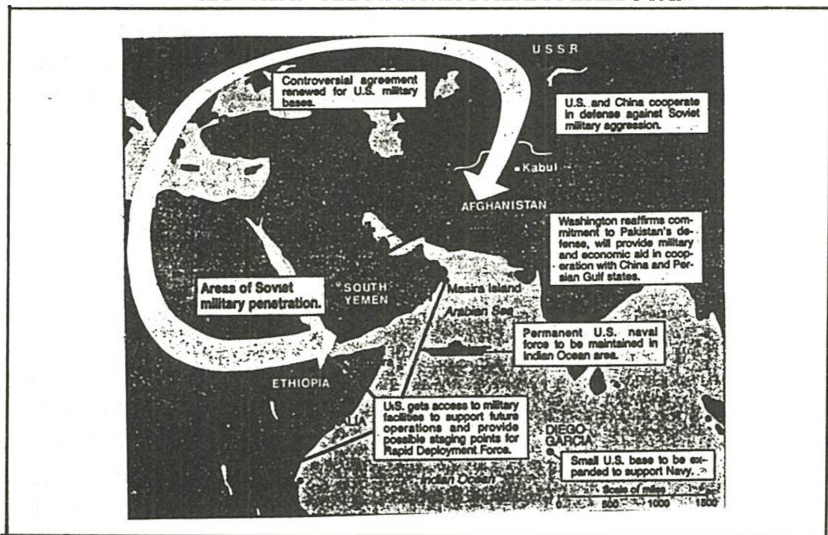 U.S.S.R
Controversial agreement
renewed for U.S. military
bases.
U.S. and China cooperate
in defense against Soviet
military aggression.
Kabul
AFGHANISTAN
Washington reaffirms com-
mitment to Pakistan's de-
fense, will provide military
and economic aid in coop-
eration with China and Per-
sian Gulf states.
Areas of Soviet
military penetration.
SOUTH
YEMEN
Masira Island
Arabian Sea
Permanent U.S. naval
force to be maintained in
Indian Ocean area.
ETHIOPIA
U.S. gets access to military
facilities to support future
operations and provide
possible staging points for
Rapid Deployment Force.
ALIA
DIEGO
GARCIA
Small U.S. base to be ex-
panded to support Navy.
Indian Ocean
Scale of miles
0 500 1000 1500